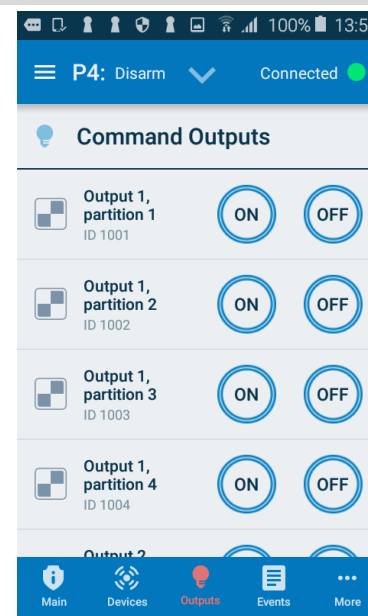 100% 13:5
P4: Disarm Connected
Command Outputs
Output 1,
partition 1
ID 1001
ON OFF
Output 1,
partition 2
ID 1002
ON OFF
Output 1,
partition 3
ID 1003
ON OFF
Output 1,
partition 4
ID 1004
ON OFF
Output 2
Main Devices Outputs Events More